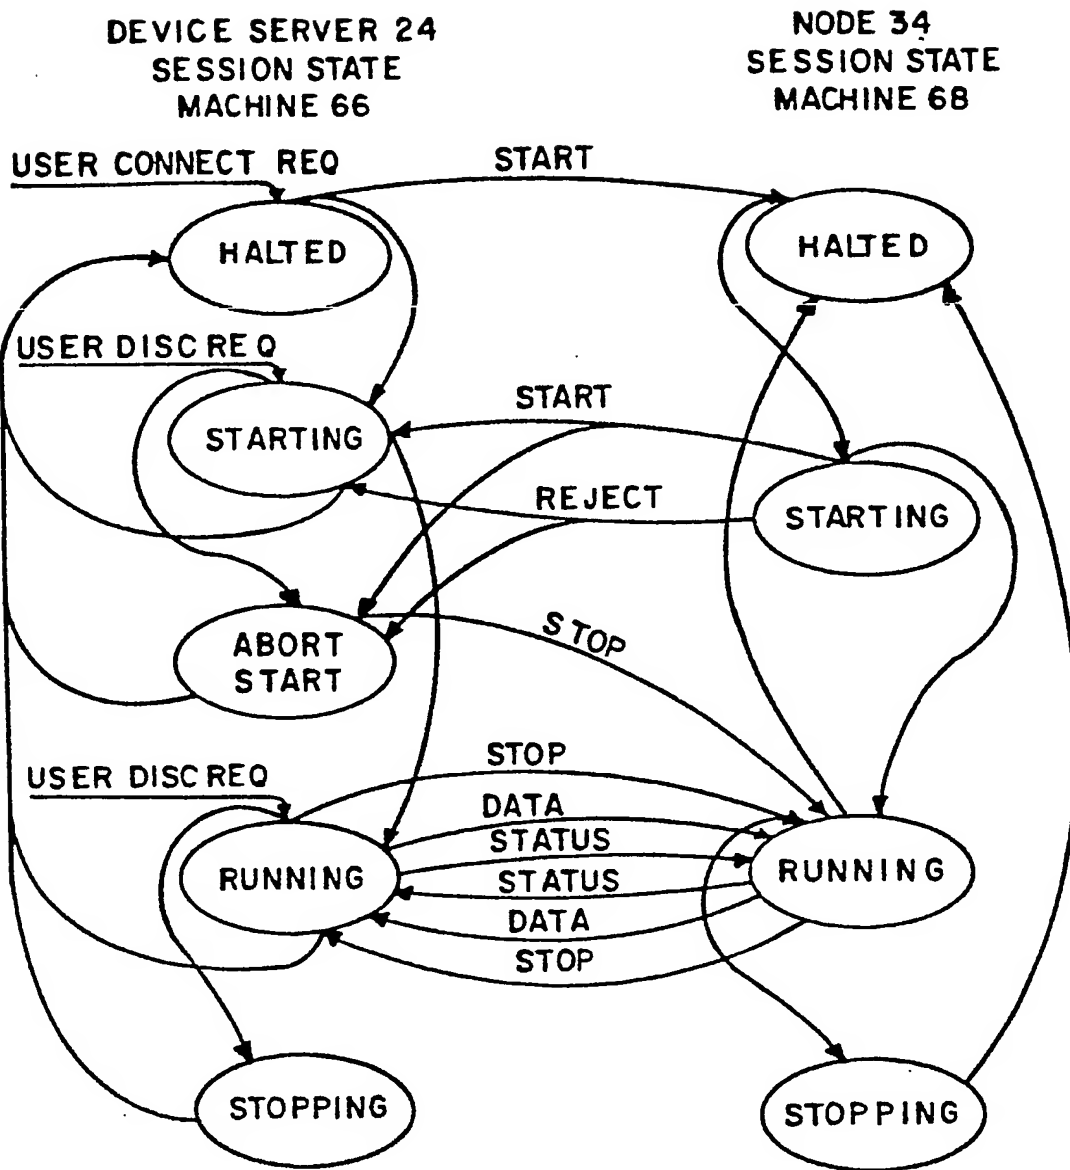 DEVICE SERVER 24
SESSION STATE
MACHINE 66
NODE 34
SESSION STATE
MACHINE 68
USER CONNECT REQ
START
HALTED
HALTED
USER DISC REQ
START
STARTING
REJECT
STARTING
ABORT
START
STOP
USER DISC REQ
STOP
DATA
STATUS
RUNNING
STATUS
RUNNING
DATA
STOP
STOPPING
STOPPING